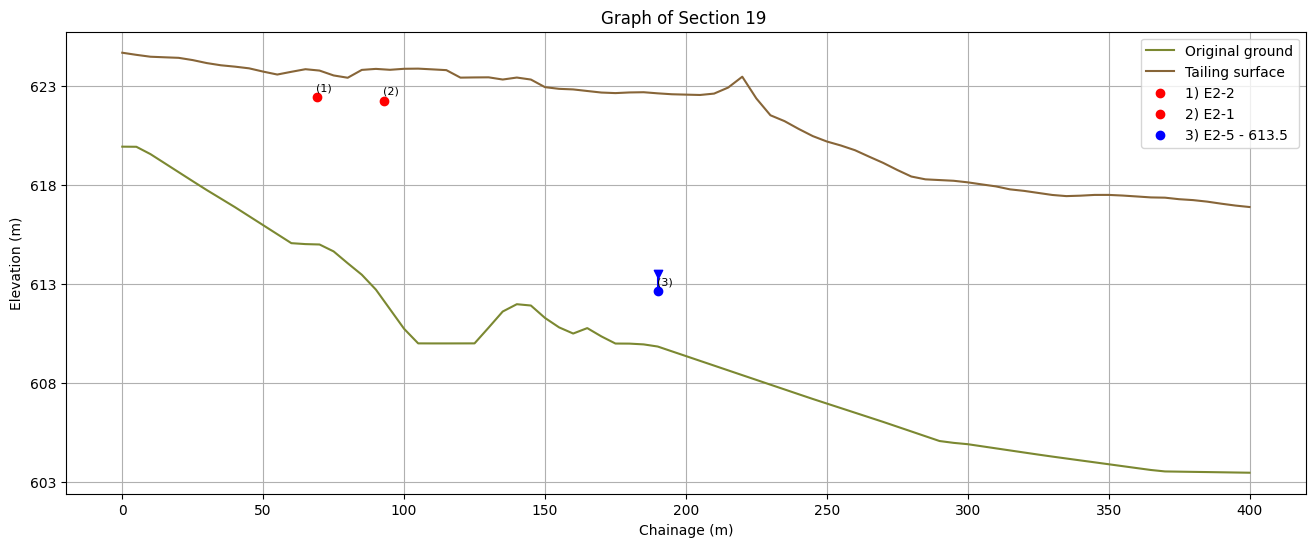 Graph of Section 19
Original ground
Tailing surface
1) E2-2
2) E2-1
3) E2-5 - 613.5
(1)
(2)
(3)
623
618
613
608
603
Elevation (m)
0 50 100 150 200 250 300 350 400
Chainage (m)